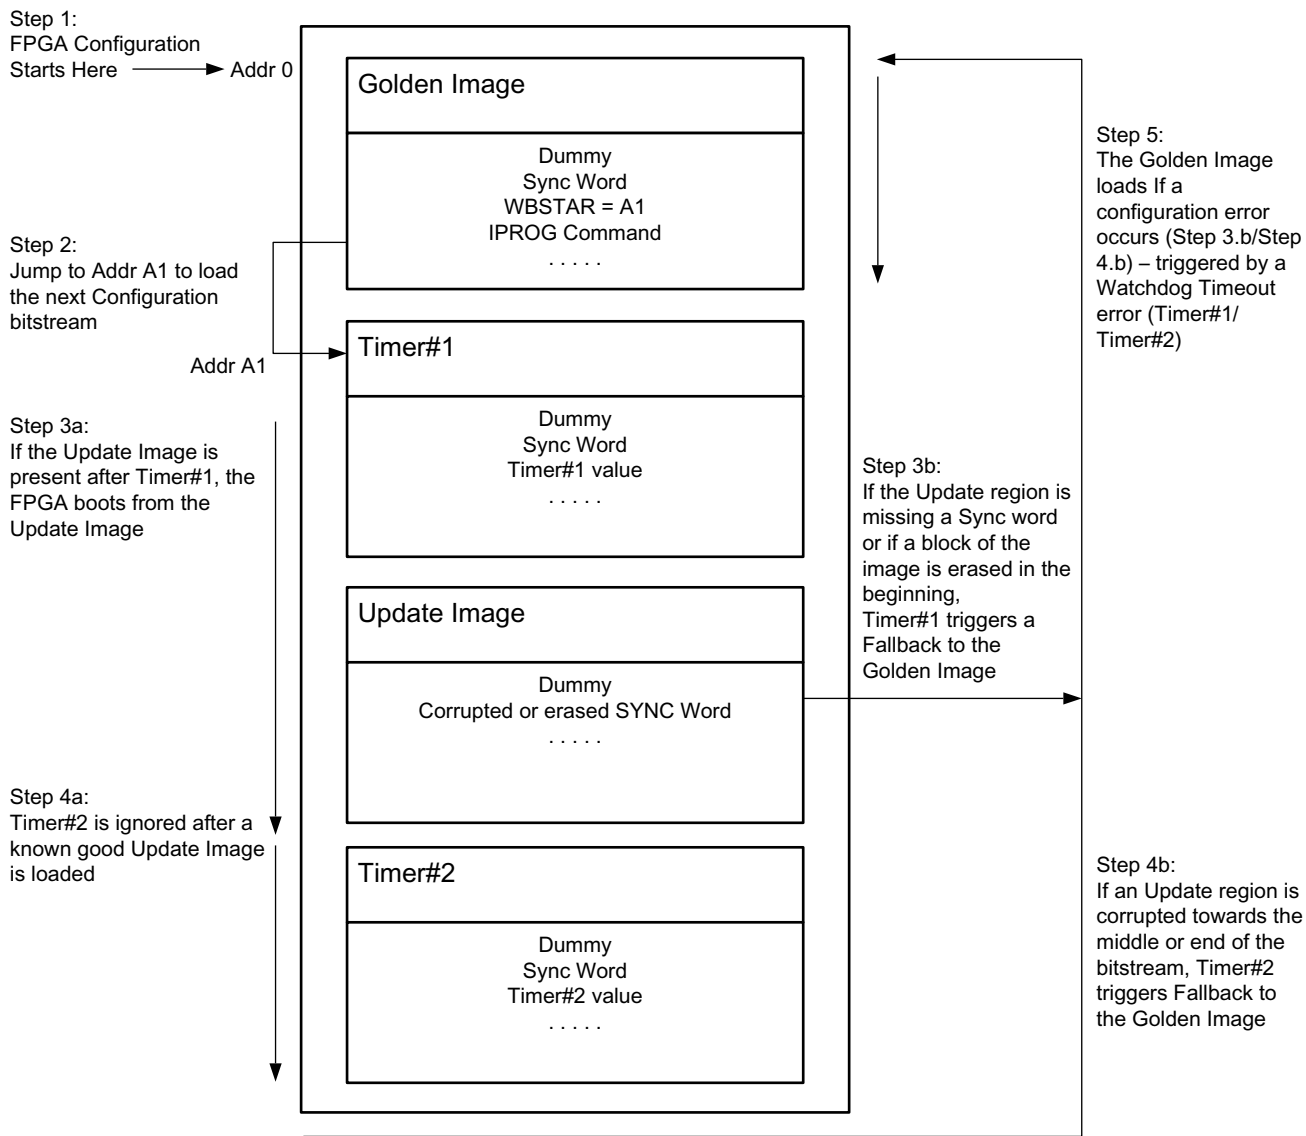 Step 1:
FPGA Configuration
Starts Here
Addr 0
Golden Image
Dummy
Sync Word
WBSTAR = A1
IPROG Command
. . . . .
Step 2:
Jump to Addr A1 to load
the next Configuration
bitstream
Addr A1
Timer#1
Dummy
Sync Word
Timer#1 value
. . . . .
Step 3a:
If the Update Image is
present after Timer#1, the
FPGA boots from the
Update Image
Update Image
Dummy
Corrupted or erased SYNC Word
. . . . .
Step 4a:
Timer#2 is ignored after a
known good Update Image
is loaded
Timer#2
Dummy
Sync Word
Timer#2 value
. . . . .
Step 3b:
If the Update region is
missing a Sync word
or if a block of the
image is erased in the
beginning,
Timer#1 triggers a
Fallback to the
Golden Image
Step 5:
The Golden Image
loads If a
configuration error
occurs (Step 3.b/Step
4.b) – triggered by a
Watchdog Timeout
error (Timer#1/
Timer#2)
Step 4b:
If an Update region is
corrupted towards the
middle or end of the
bitstream, Timer#2
triggers Fallback to
the Golden Image